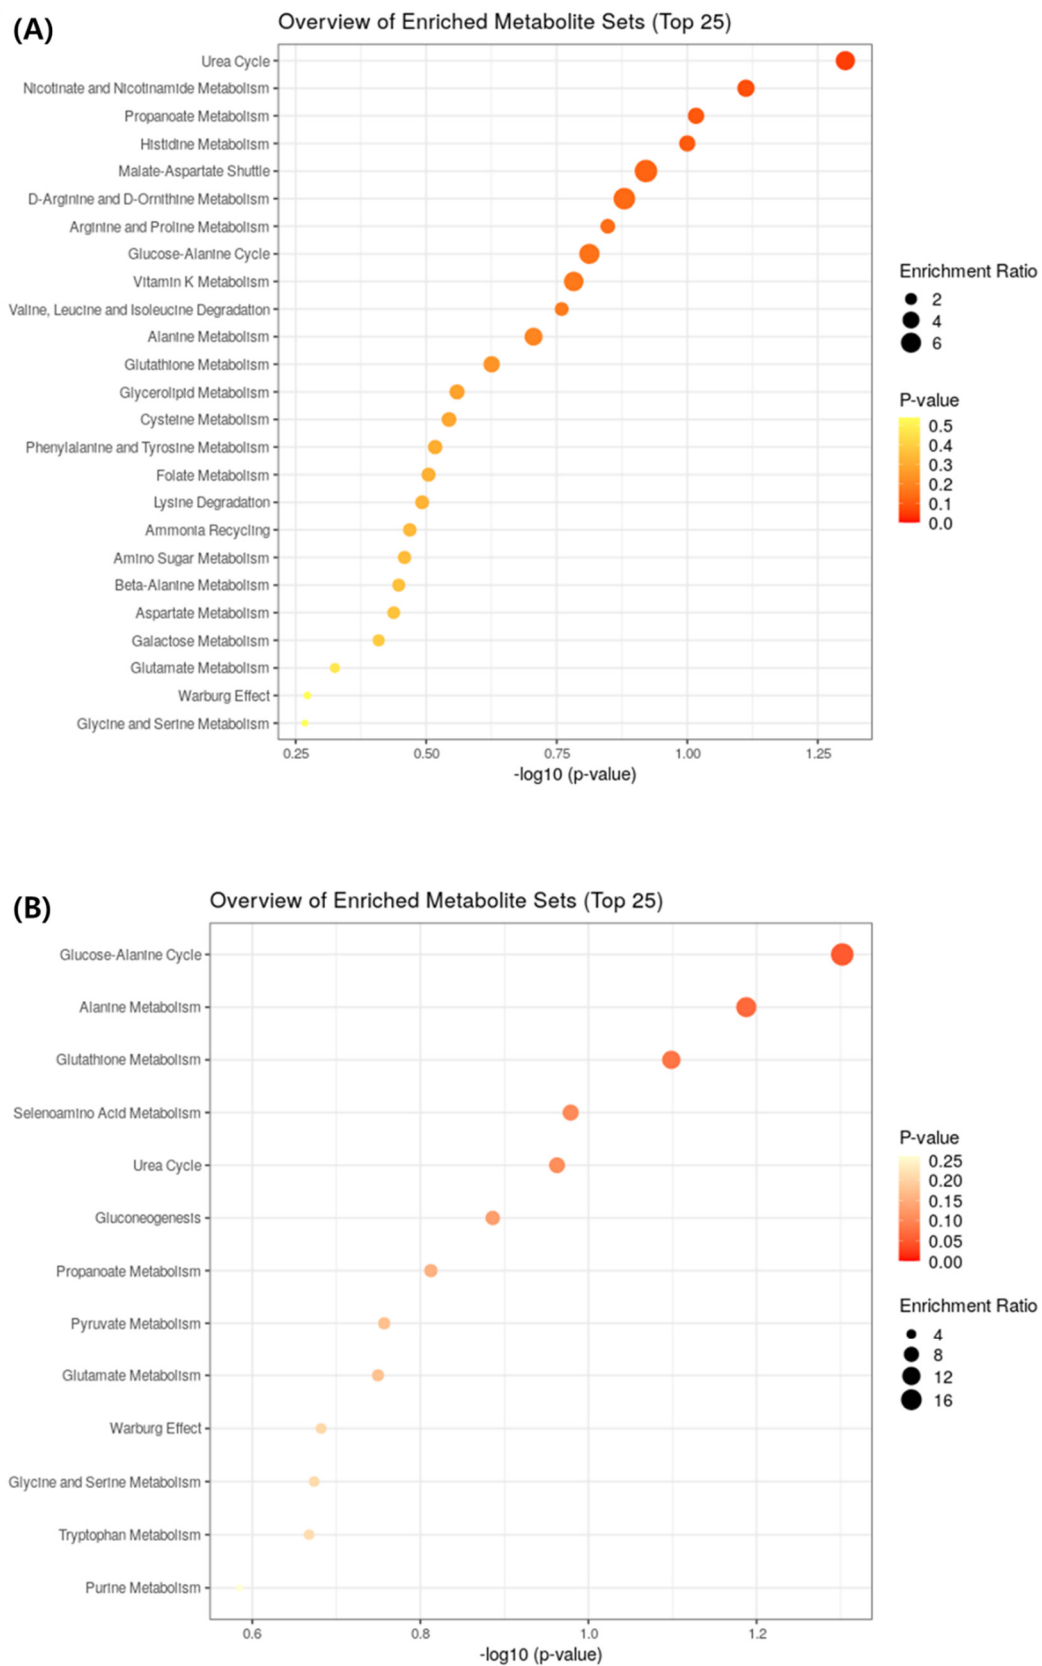 (A)
Overview of Enriched Metabolite Sets (Top 25)
Urea Cycle
Nicotinate and Nicotinamide Metabolism
Propanoate Metabolism
Histidine Metabolism
Malate-Aspartate Shuttle
D-Arginine and D-Ornithine Metabolism
Arginine and Proline Metabolism
Glucose-Alanine Cycle
Vitamin K Metabolism
Valine, Leucine and Isoleucine Degradation
Alanine Metabolism
Glutathione Metabolism
Glycerolipid Metabolism
Cysteine Metabolism
Phenylalanine and Tyrosine Metabolism
Folate Metabolism
Lysine Degradation
Ammonia Recycling
Amino Sugar Metabolism
Beta-Alanine Metabolism
Aspartate Metabolism
Galactose Metabolism
Glutamate Metabolism
Warburg Effect
Glycine and Serine Metabolism
0.25 0.50 0.75 1.00 1.25
-log10 (p-value)
Enrichment Ratio
2
4
6
P-value
0.5
0.4
0.3
0.2
0.1
0.0
(B)
Overview of Enriched Metabolite Sets (Top 25)
Glucose-Alanine Cycle
Alanine Metabolism
Glutathione Metabolism
Selenoamino Acid Metabolism
Urea Cycle
Gluconeogenesis
Propanoate Metabolism
Pyruvate Metabolism
Glutamate Metabolism
Warburg Effect
Glycine and Serine Metabolism
Tryptophan Metabolism
Purine Metabolism
0.6 0.8 1.0 1.2
-log10 (p-value)
P-value
0.25
0.20
0.15
0.10
0.05
0.00
Enrichment Ratio
4
8
12
16